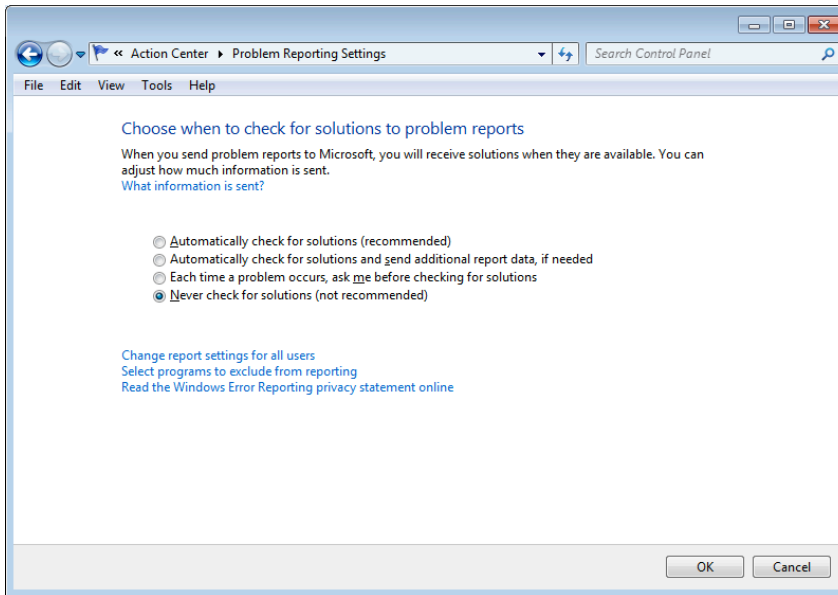 « Action Center ▸ Problem Reporting Settings
Search Control Panel
File Edit View Tools Help
Choose when to check for solutions to problem reports
When you send problem reports to Microsoft, you will receive solutions when they are available. You can
adjust how much information is sent.
What information is sent?
Automatically check for solutions (recommended)
Automatically check for solutions and send additional report data, if needed
Each time a problem occurs, ask me before checking for solutions
Never check for solutions (not recommended)
Change report settings for all users
Select programs to exclude from reporting
Read the Windows Error Reporting privacy statement online
OK Cancel